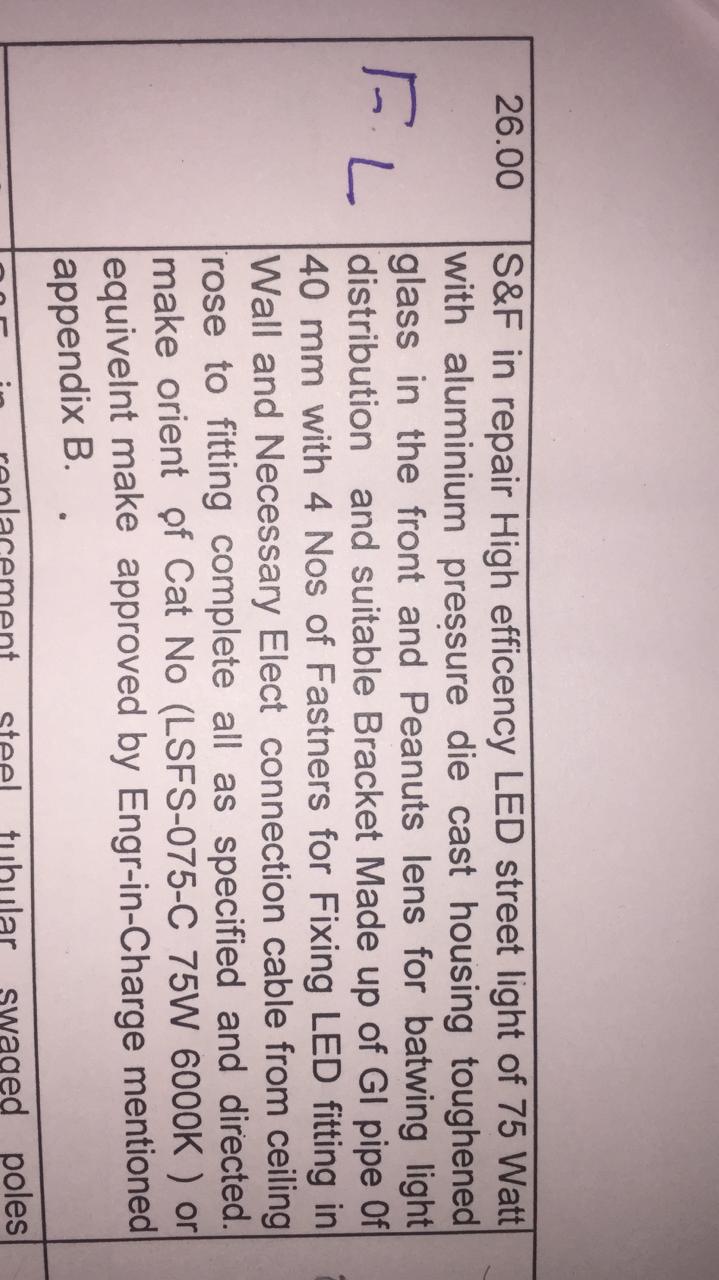 26.00
F.L
S&F in repair High efficency LED street light of 75 Watt
with aluminium pressure die cast housing toughened
glass in the front and Peanuts lens for batwing light
distribution and suitable Bracket Made up of GI pipe 0f
40 mm with 4 Nos of Fastners for Fixing LED fitting in
Wall and Necessary Elect connection cable from ceiling
rose to fitting complete all as specified and directed.
make orient of Cat No (LSFS-075-C 75W 6000K ) or
equivelnt make approved by Engr-in-Charge mentioned
appendix B.
replacement steel tubular swaged poles